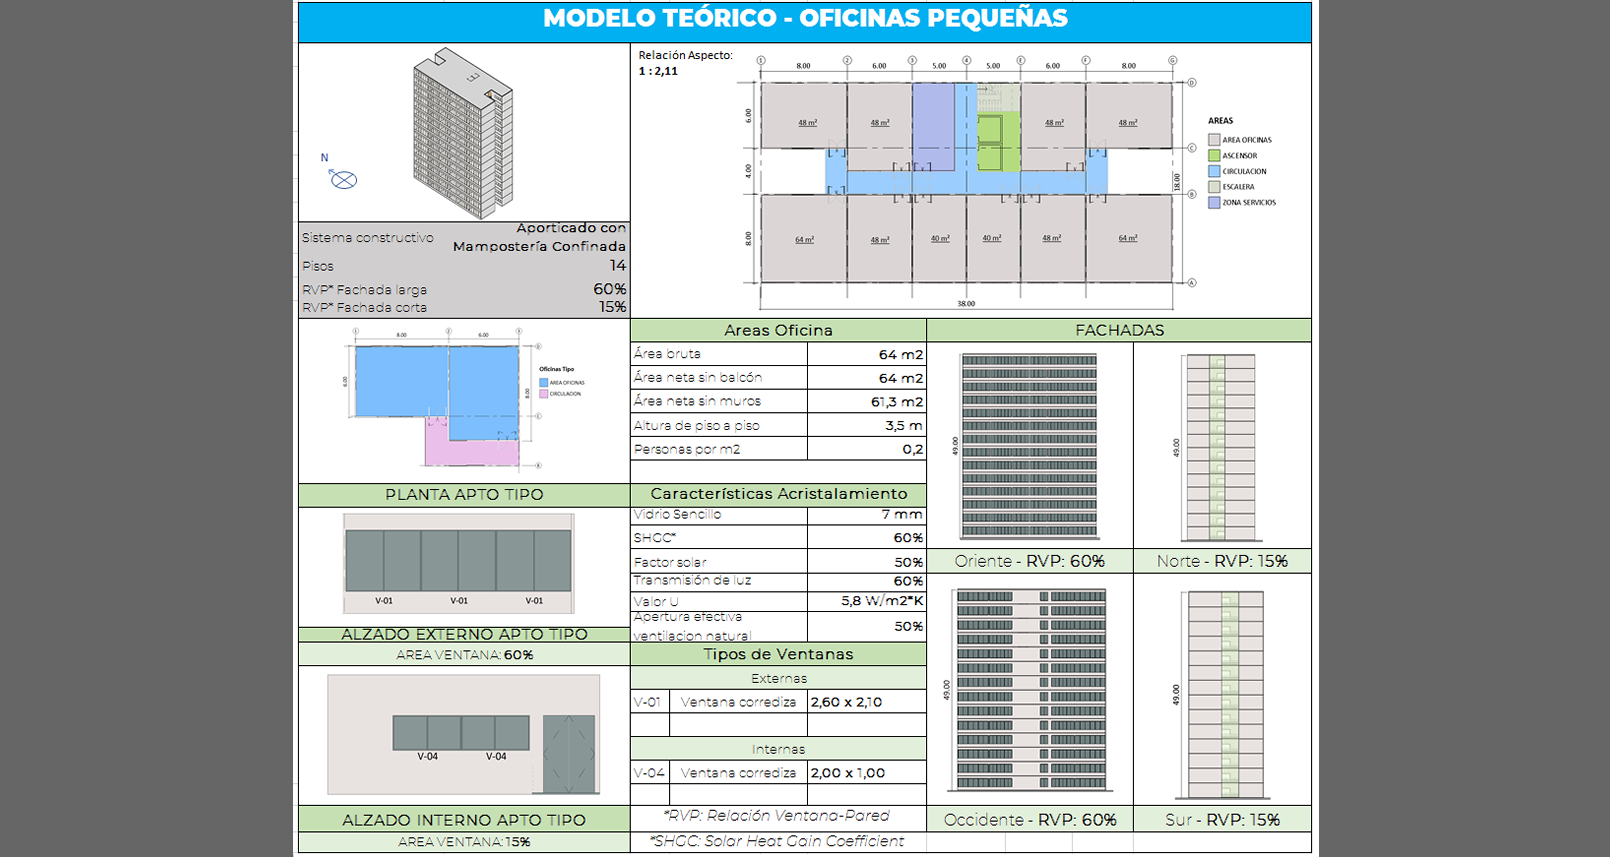 MODELO TEÓRICO - OFICINAS PEQUEÑAS
N
Sistema constructivo
Aporticado con
Mampostería Confinada
Pisos 14
RVP* Fachada larga 60%
RVP* Fachada corta 15%
Relación Aspecto:
1 : 2,11
1 2 3 4 E F G
8.00 6.00 5.00 5.00 6.00 8.00
D
6.00
48 m² 48 m² 48 m² 48 m²
C
4.00
18.00
B
8.00
64 m² 48 m² 40 m² 40 m² 48 m² 64 m²
A
38.00
AREAS
AREA OFICINAS
ASCENSOR
CIRCULACION
ESCALERA
ZONA SERVICIOS
8.00 6.00
6.00
8.00
Oficinas Tipo
AREA OFICINAS
CIRCULACION
PLANTA APTO TIPO
V-01 V-01 V-01
ALZADO EXTERNO APTO TIPO
AREA VENTANA: 60%
V-04 V-04
ALZADO INTERNO APTO TIPO
AREA VENTANA: 15%
Areas Oficina
Área bruta 64 m2
Área neta sin balcón 64 m2
Área neta sin muros 61,3 m2
Altura de piso a piso 3,5 m
Personas por m2 0,2
Características Acristalamiento
Vidrio Sencillo 7 mm
SHGC* 60%
Factor solar 50%
Transmisión de luz 60%
Valor U 5,8 W/m2*K
Apertura efectiva
ventilacion natural 50%
Tipos de Ventanas
Externas
V-01 Ventana corrediza 2,60 x 2,10
Internas
V-04 Ventana corrediza 2,00 x 1,00
*RVP: Relación Ventana-Pared
*SHGC: Solar Heat Gain Coefficient
FACHADAS
49.00
49.00
Oriente - RVP: 60%
Norte - RVP: 15%
49.00
49.00
Occidente - RVP: 60%
Sur - RVP: 15%